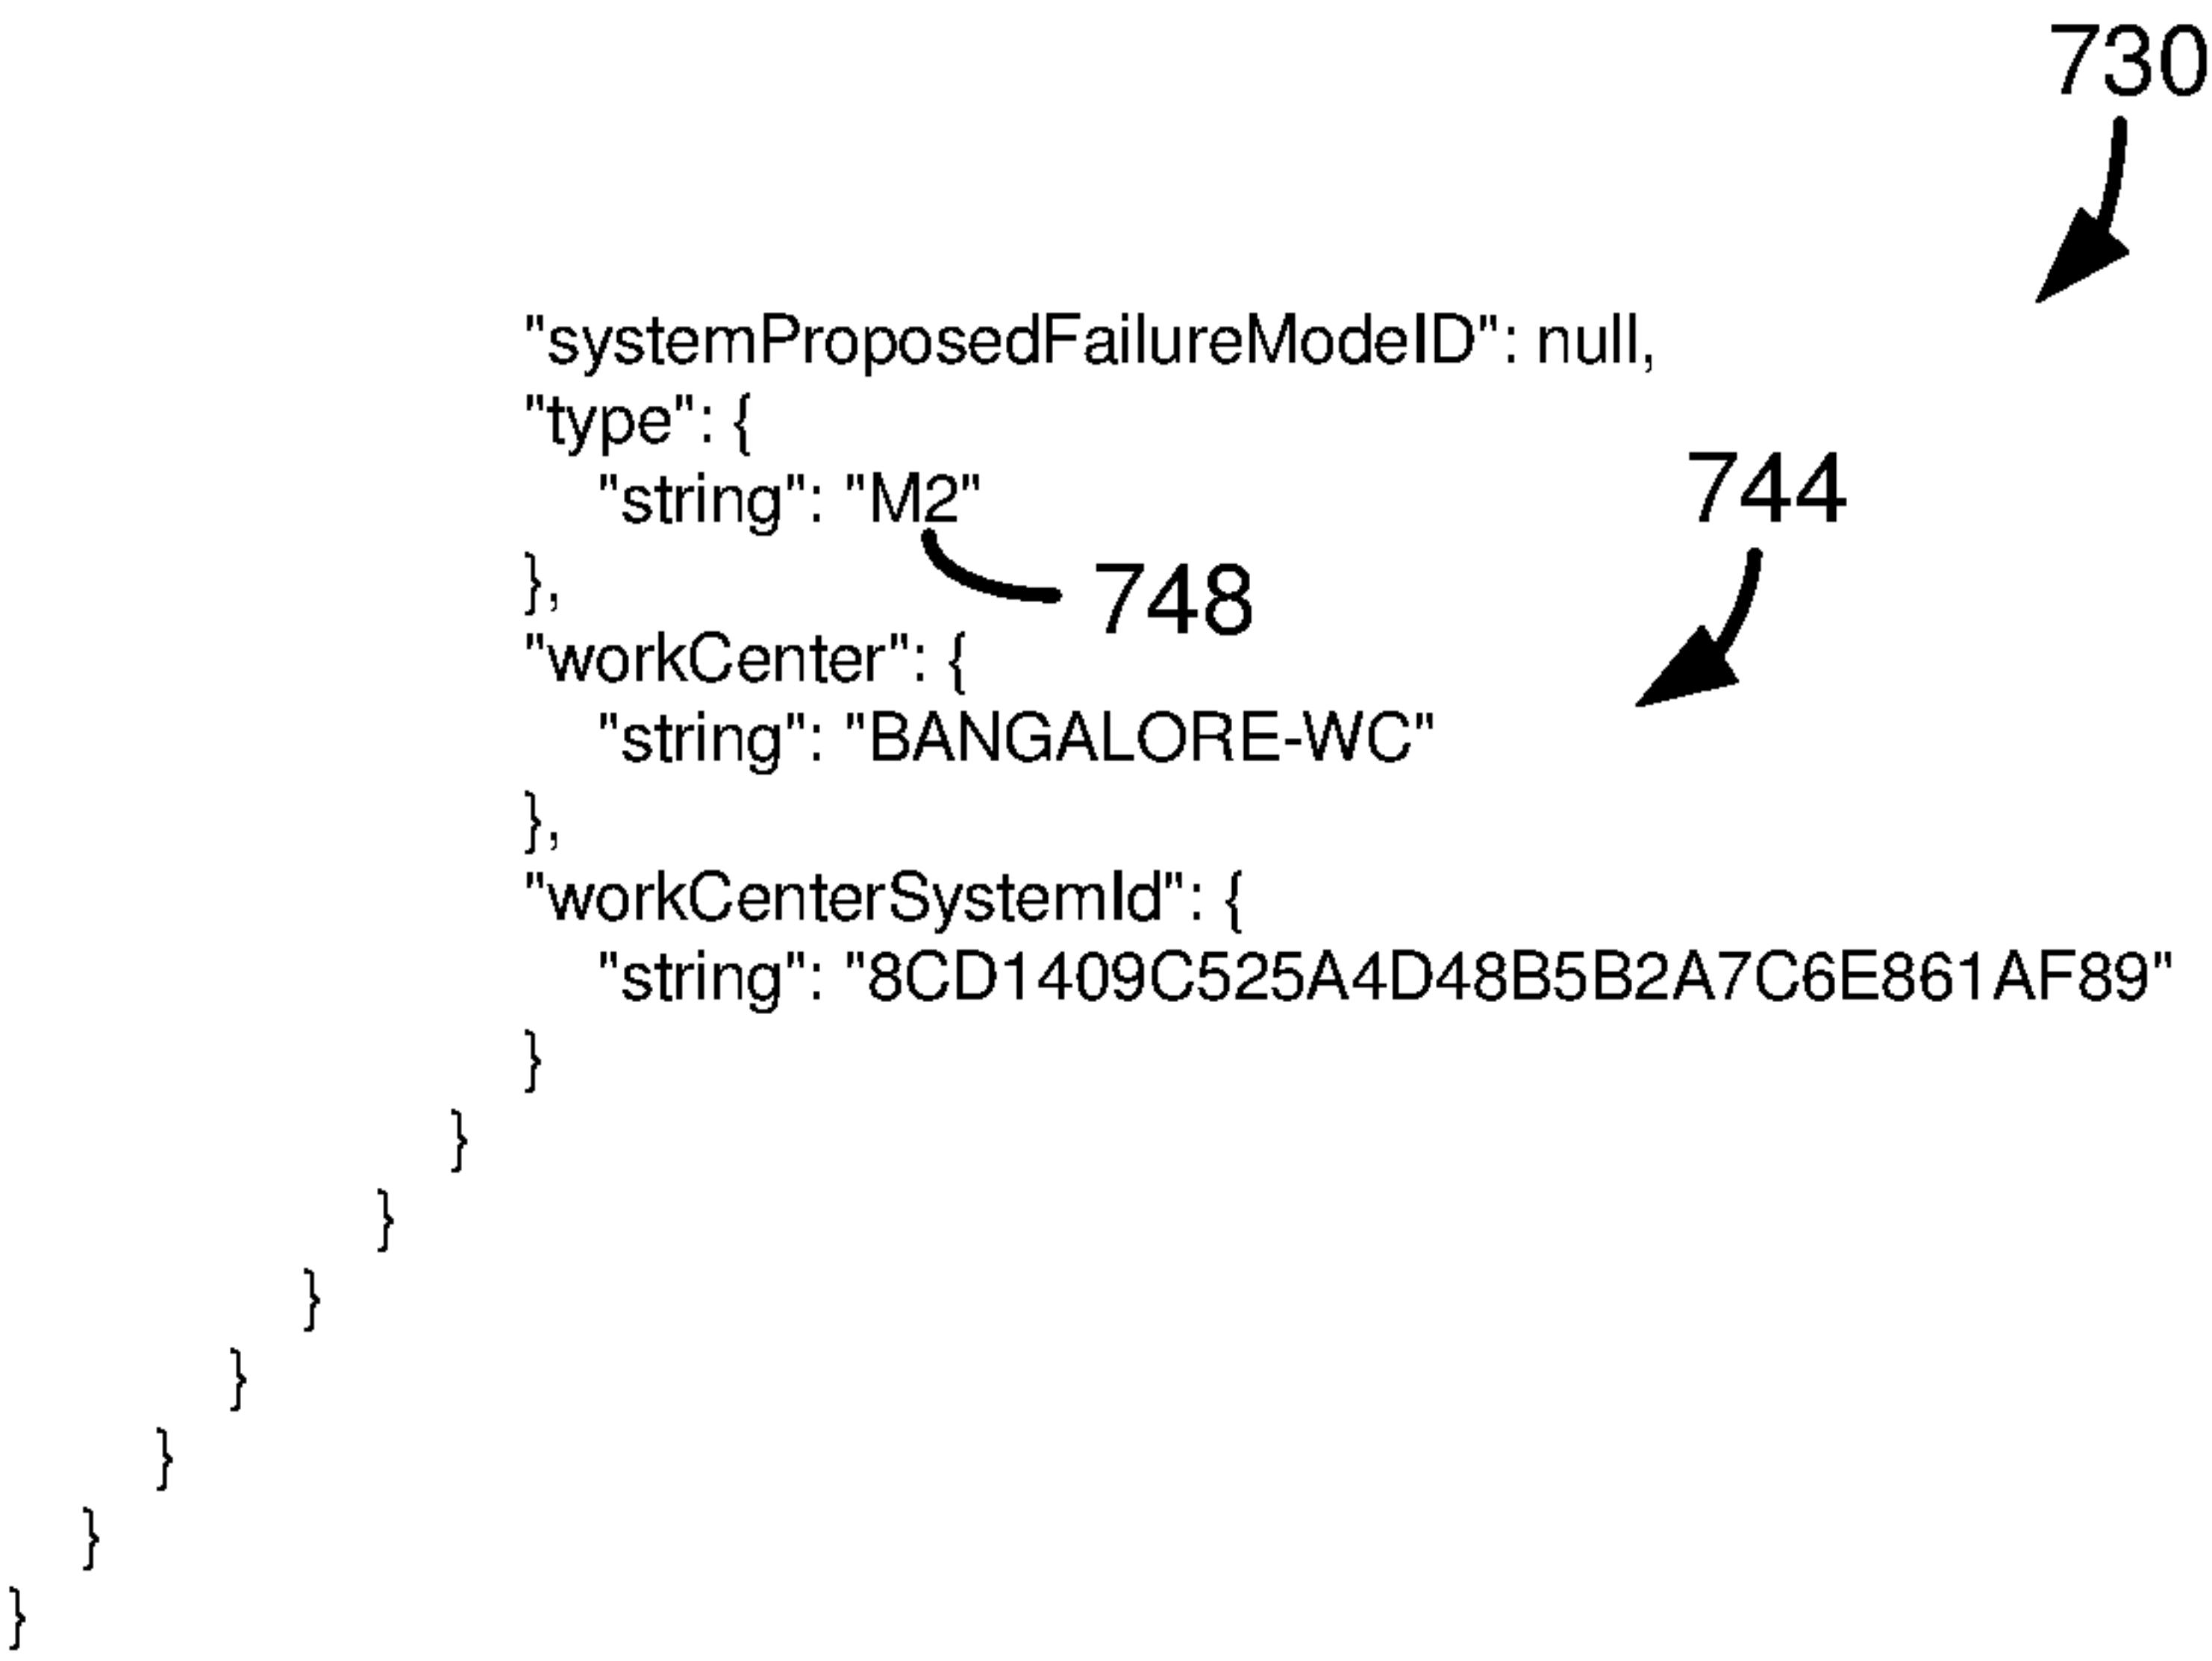 730
"systemProposedFailureModeID": null,
"type": {
"string": "M2"
744
},
748
"workCenter": {
"string": "BANGALORE-WC"
},
"workCenterSystemId": {
"string": "8CD1409C525A4D48B5B2A7C6E861AF89"
}
}
}
}
}
}
}
}